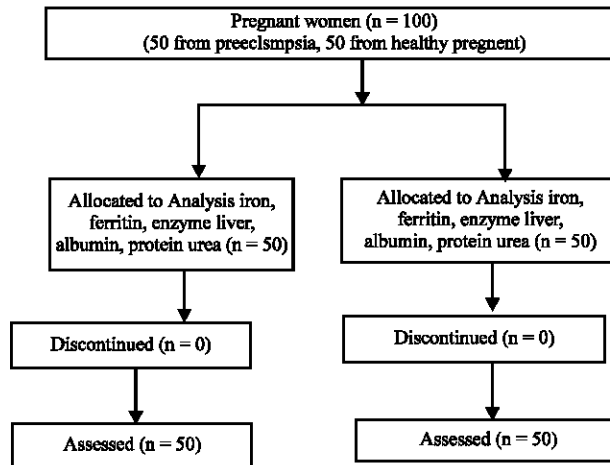 Pregnant women (n = 100)
(50 from preeclsmpsia, 50 from healthy pregnent)
Allocated to Analysis iron,
ferritin, enzyme liver,
albumin, protein urea (n = 50)
Allocated to Analysis iron,
ferritin, enzyme liver,
albumin, protein urea (n = 50)
Discontinued (n = 0)
Discontinued (n = 0)
Assessed (n = 50)
Assessed (n = 50)